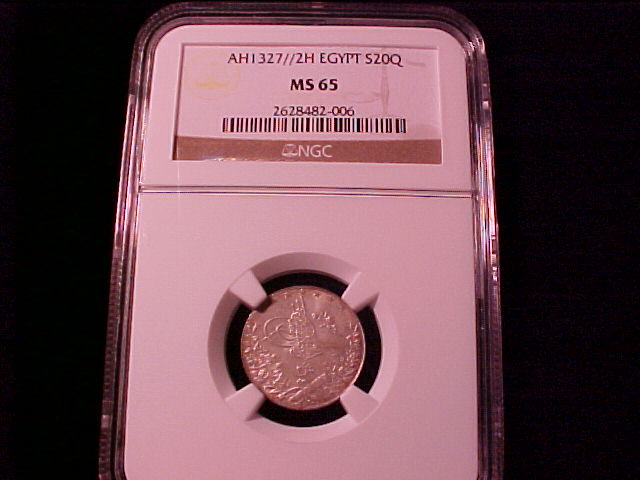 AH1327//2H EGYPT S20Q
MS 65
2628482-006
NGC